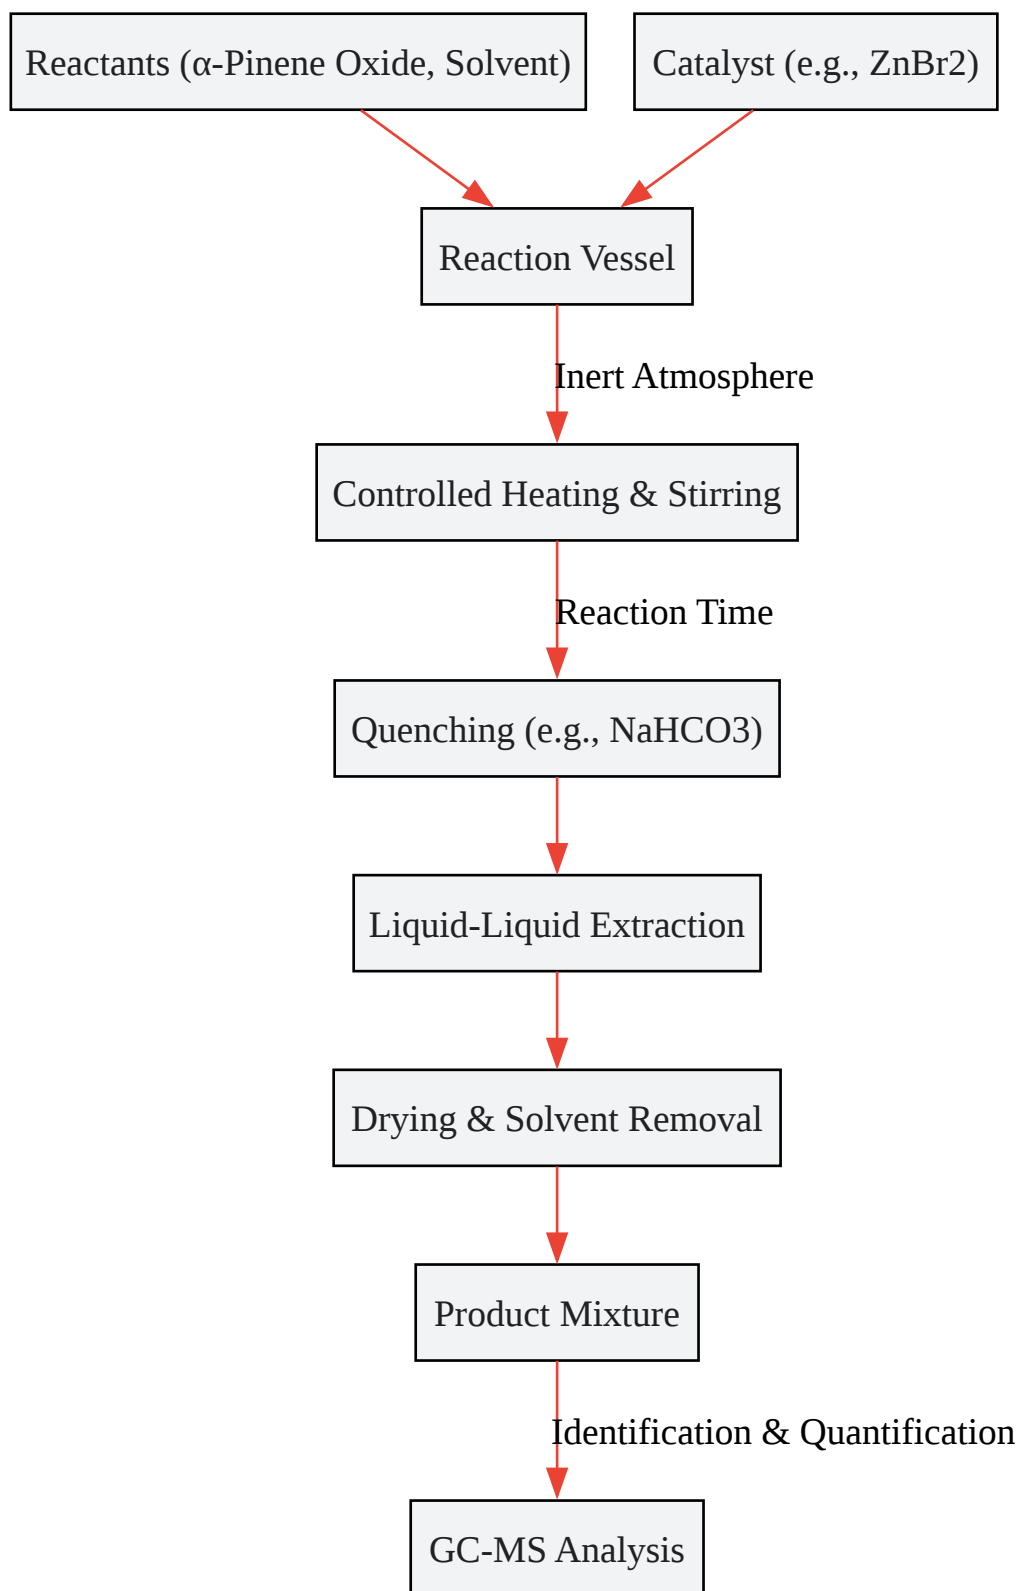 Reactants (α-Pinene Oxide, Solvent)
Catalyst (e.g., ZnBr2)
Reaction Vessel
Inert Atmosphere
Controlled Heating & Stirring
Reaction Time
Quenching (e.g., NaHCO3)
Liquid-Liquid Extraction
Drying & Solvent Removal
Product Mixture
Identification & Quantification
GC-MS Analysis